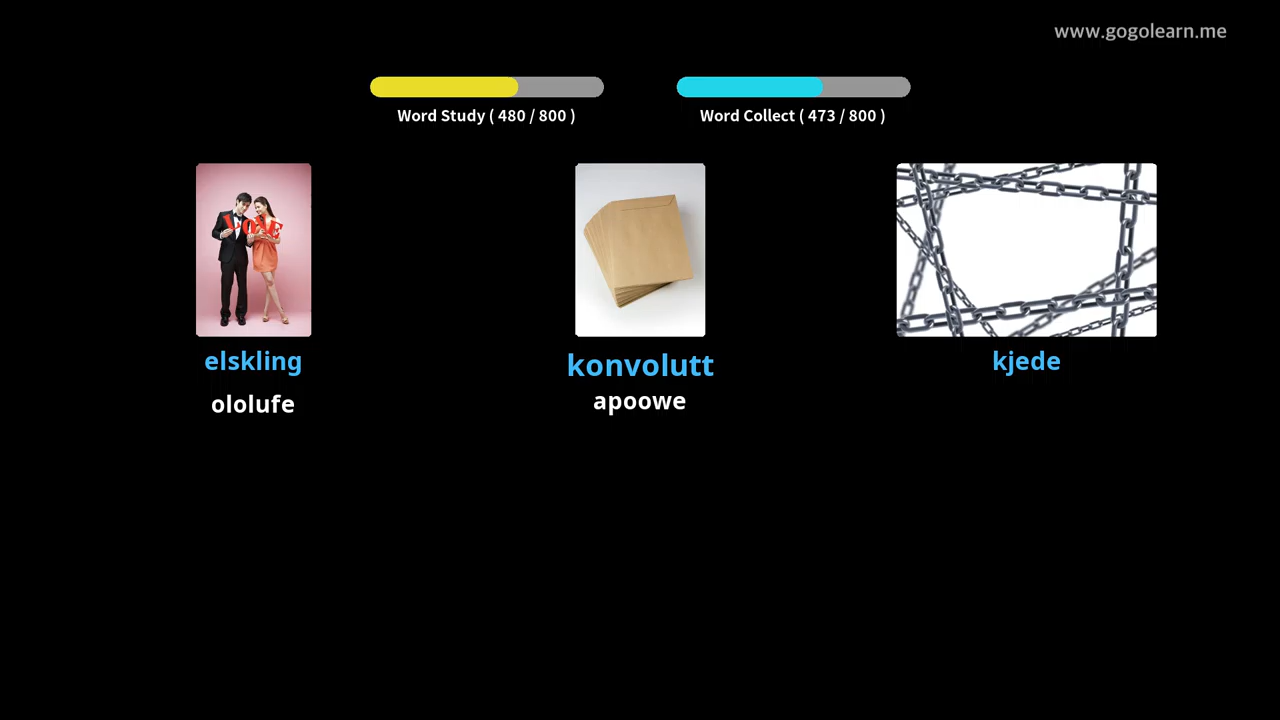 www.gogolearn.me
Word Study ( 480 / 800 )
Word Collect ( 473 / 800 )
elskling
konvolutt
kjede
ololufe
apoowe